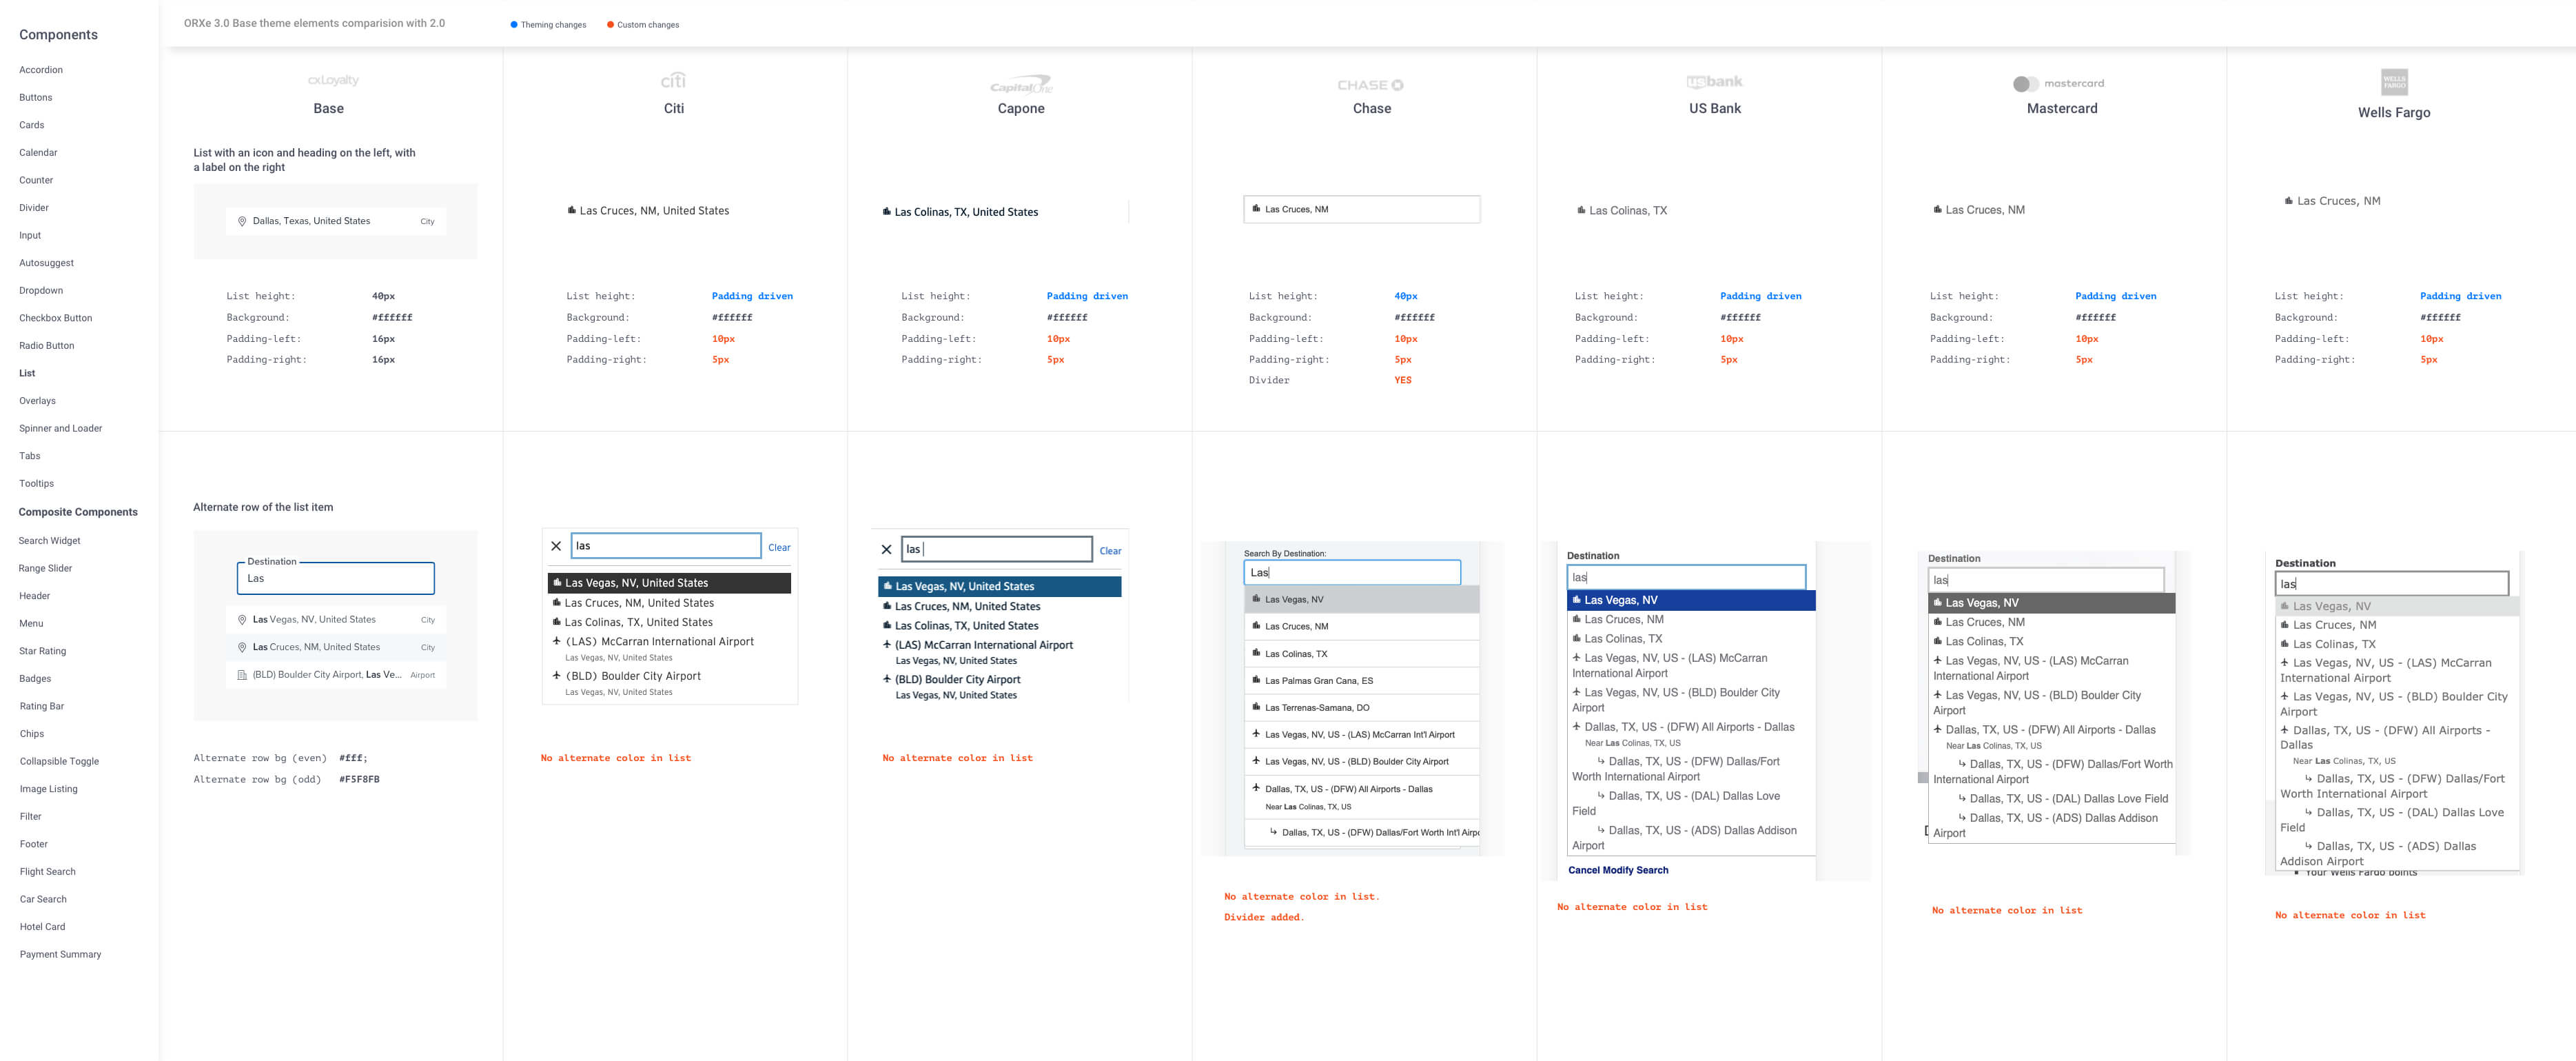 Components
Accordion
Buttons
Cards
Calendar
Counter
Divider
Input
Autosuggest
Dropdown
Checkbox Button
Radio Button
List
Overlays
Spinner and Loader
Tabs
Tooltips
Composite Components
Search Widget
Range Slider
Header
Menu
Star Rating
Badges
Rating Bar
Chips
Collapsible Toggle
Image Listing
Filter
Footer
Flight Search
Car Search
Hotel Card
Payment Summary
ORXe 3.0 Base theme elements comparision with 2.0
Theming changes
Custom changes
cxLoyalty
Base
List with an icon and heading on the left, with
a label on the right
Dallas, Texas, United States City
List height: 40px
Background: #ffffff
Padding-left: 16px
Padding-right: 16px
Alternate row of the list item
Destination
Las
Las Vegas, NV, United States City
Las Cruces, NM, United States City
(BLD) Boulder City Airport, Las Ve... Airport
Alternate row bg (even) #fff;
Alternate row bg (odd) #F5F8FB
citi
Citi
Las Cruces, NM, United States
List height: Padding driven
Background: #ffffff
Padding-left: 10px
Padding-right: 5px
las Clear
Las Vegas, NV, United States
Las Cruces, NM, United States
Las Colinas, TX, United States
(LAS) McCarran International Airport
Las Vegas, NV, United States
(BLD) Boulder City Airport
Las Vegas, NV, United States
No alternate color in list
Capital One
Capone
Las Colinas, TX, United States
List height: Padding driven
Background: #ffffff
Padding-left: 10px
Padding-right: 5px
las Clear
Las Vegas, NV, United States
Las Cruces, NM, United States
Las Colinas, TX, United States
(LAS) McCarran International Airport
Las Vegas, NV, United States
(BLD) Boulder City Airport
Las Vegas, NV, United States
No alternate color in list
CHASE
Chase
Las Cruces, NM
List height: 40px
Background: #ffffff
Padding-left: 10px
Padding-right: 5px
Divider YES
Search By Destination:
Las
Las Vegas, NV
Las Cruces, NM
Las Colinas, TX
Las Palmas Gran Cana, ES
Las Terrenas-Samana, DO
Las Vegas, NV, US - (LAS) McCarran Int'l Airport
Las Vegas, NV, US - (BLD) Boulder City Airport
Dallas, TX, US - (DFW) All Airports - Dallas
Near Las Colinas, TX, US
Dallas, TX, US - (DFW) Dallas/Fort Worth Int'l Airpo
No alternate color in list.
Divider added.
usbank
US Bank
Las Colinas, TX
List height: Padding driven
Background: #ffffff
Padding-left: 10px
Padding-right: 5px
Destination
las
Las Vegas, NV
Las Cruces, NM
Las Colinas, TX
Las Vegas, NV, US - (LAS) McCarran
International Airport
Las Vegas, NV, US - (BLD) Boulder City
Airport
Dallas, TX, US - (DFW) All Airports - Dallas
Near Las Colinas, TX, US
Dallas, TX, US - (DFW) Dallas/Fort
Worth International Airport
Dallas, TX, US - (DAL) Dallas Love
Field
Dallas, TX, US - (ADS) Dallas Addison
Airport
Cancel Modify Search
No alternate color in list
mastercard
Mastercard
Las Cruces, NM
List height: Padding driven
Background: #ffffff
Padding-left: 10px
Padding-right: 5px
Destination
las
Las Vegas, NV
Las Cruces, NM
Las Colinas, TX
Las Vegas, NV, US - (LAS) McCarran
International Airport
Las Vegas, NV, US - (BLD) Boulder City
Airport
Dallas, TX, US - (DFW) All Airports - Dallas
Near Las Colinas, TX, US
Dallas, TX, US - (DFW) Dallas/Fort Worth
International Airport
Dallas, TX, US - (DAL) Dallas Love Field
Dallas, TX, US - (ADS) Dallas Addison
Airport
No alternate color in list
WELLS
FARGO
Wells Fargo
Las Cruces, NM
List height: Padding driven
Background: #ffffff
Padding-left: 10px
Padding-right: 5px
Destination
las
Las Vegas, NV
Las Cruces, NM
Las Colinas, TX
Las Vegas, NV, US - (LAS) McCarran
International Airport
Las Vegas, NV, US - (BLD) Boulder City
Airport
Dallas, TX, US - (DFW) All Airports -
Dallas
Near Las Colinas, TX, US
Dallas, TX, US - (DFW) Dallas/Fort
Worth International Airport
Dallas, TX, US - (DAL) Dallas Love
Field
Dallas, TX, US - (ADS) Dallas
Addison Airport
Your Wells Fargo points
No alternate color in list